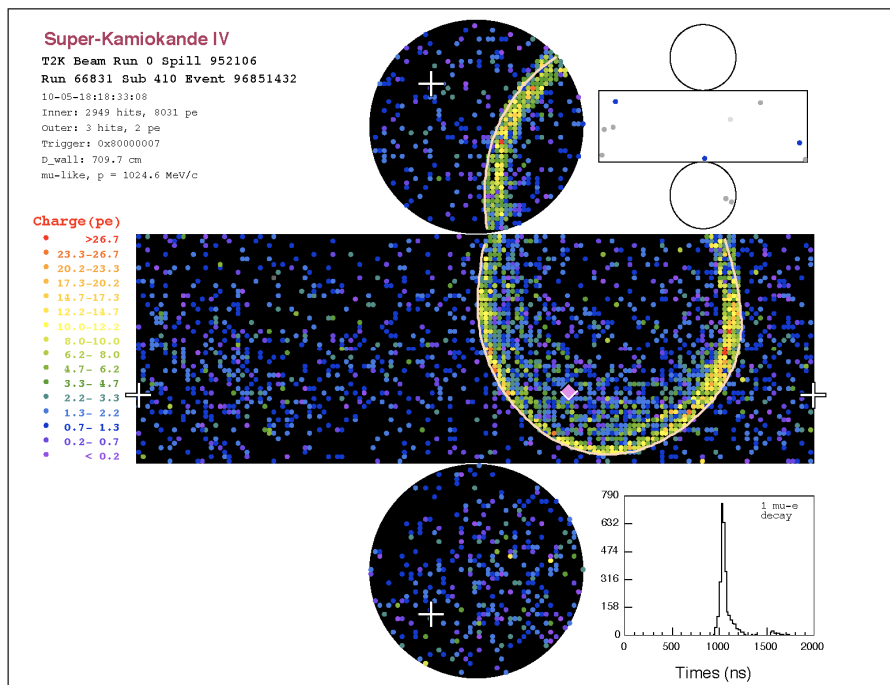 Super-Kamiokande IV
T2K Beam Run 0 Spill 952106
Run 66831 Sub 410 Event 96851432
10-05-18:18:33:08
Inner: 2949 hits, 8031 pe
Outer: 3 hits, 2 pe
Trigger: 0x80000007
D_wall: 709.7 cm
mu-like, p = 1024.6 MeV/c
Charge(pe)
>26.7
23.3-26.7
20.2-23.3
17.3-20.2
14.7-17.3
12.2-14.7
10.0-12.2
8.0-10.0
6.2- 8.0
4.7- 6.2
3.3- 4.7
2.2- 3.3
1.3- 2.2
0.7- 1.3
0.2- 0.7
< 0.2
1 mu-e
decay
790
632
474
316
158
0
0 500 1000 1500 2000
Times (ns)